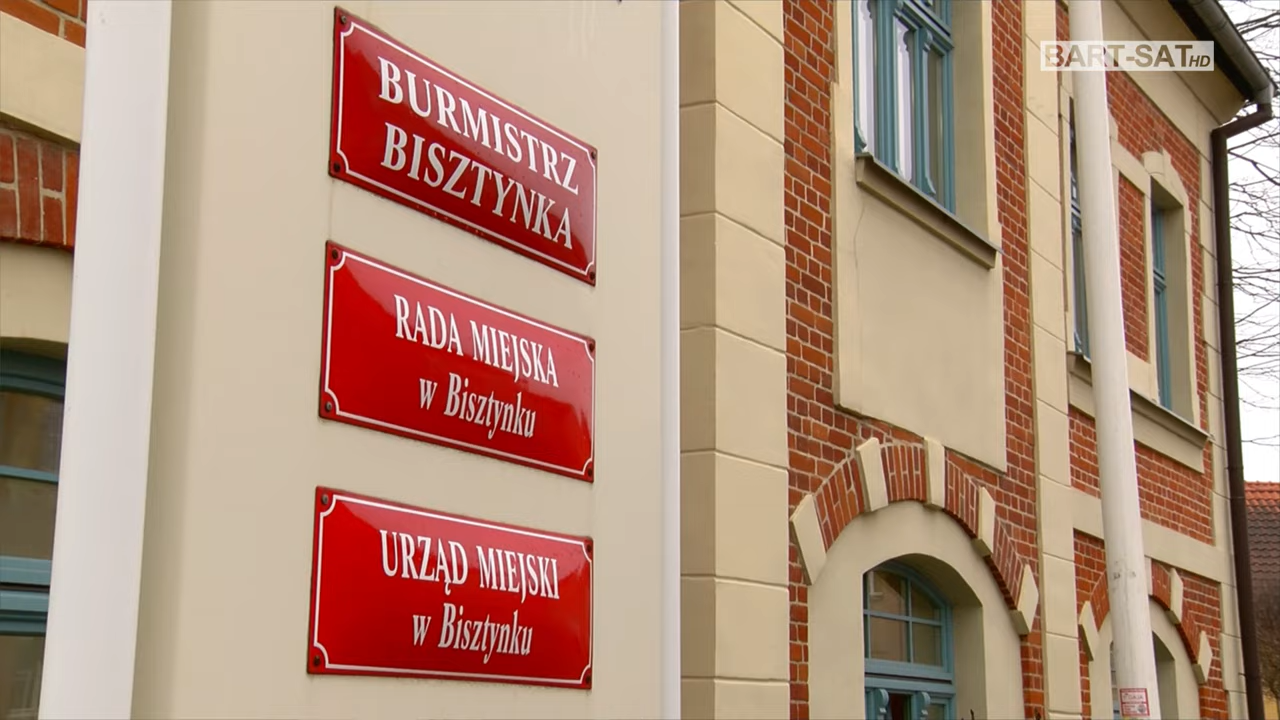 BART-SAT HD
BURMISTRZ
BISZTYNKA
RADA MIEJSKA
w Bisztynku
URZĄD MIEJSKI
w Bisztynku